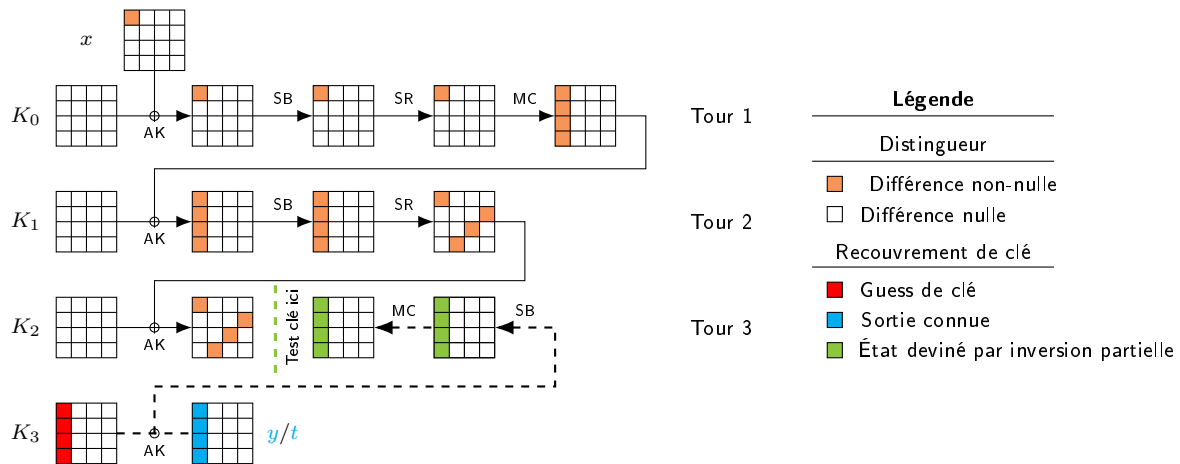 x
K0
AK
SB
SR
MC
Tour 1
K1
AK
SB
SR
Tour 2
K2
AK
Test clé ici
MC
SB
Tour 3
K3
AK
y/t
Légende
Distingueur
Différence non-nulle
Différence nulle
Recouvrement de clé
Guess de clé
Sortie connue
État deviné par inversion partielle